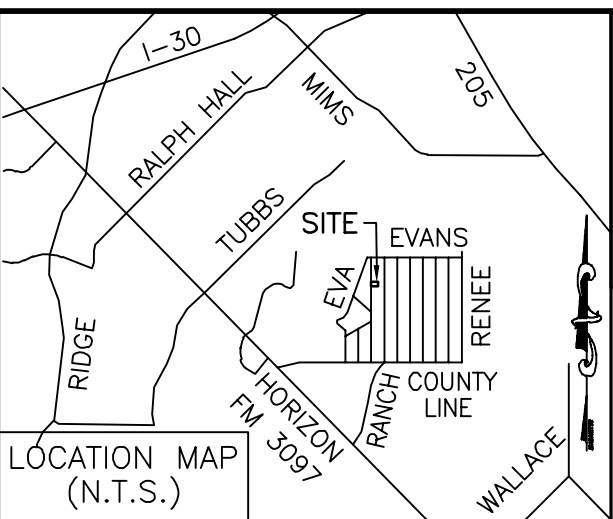 I-30
RALPH HALL
MIMS
205
TUBBS
SITE
EVANS
EVA
RENEE
RIDGE
HORIZON
FM 3097
RANCH
COUNTY
LINE
WALLACE
LOCATION MAP
(N.T.S.)